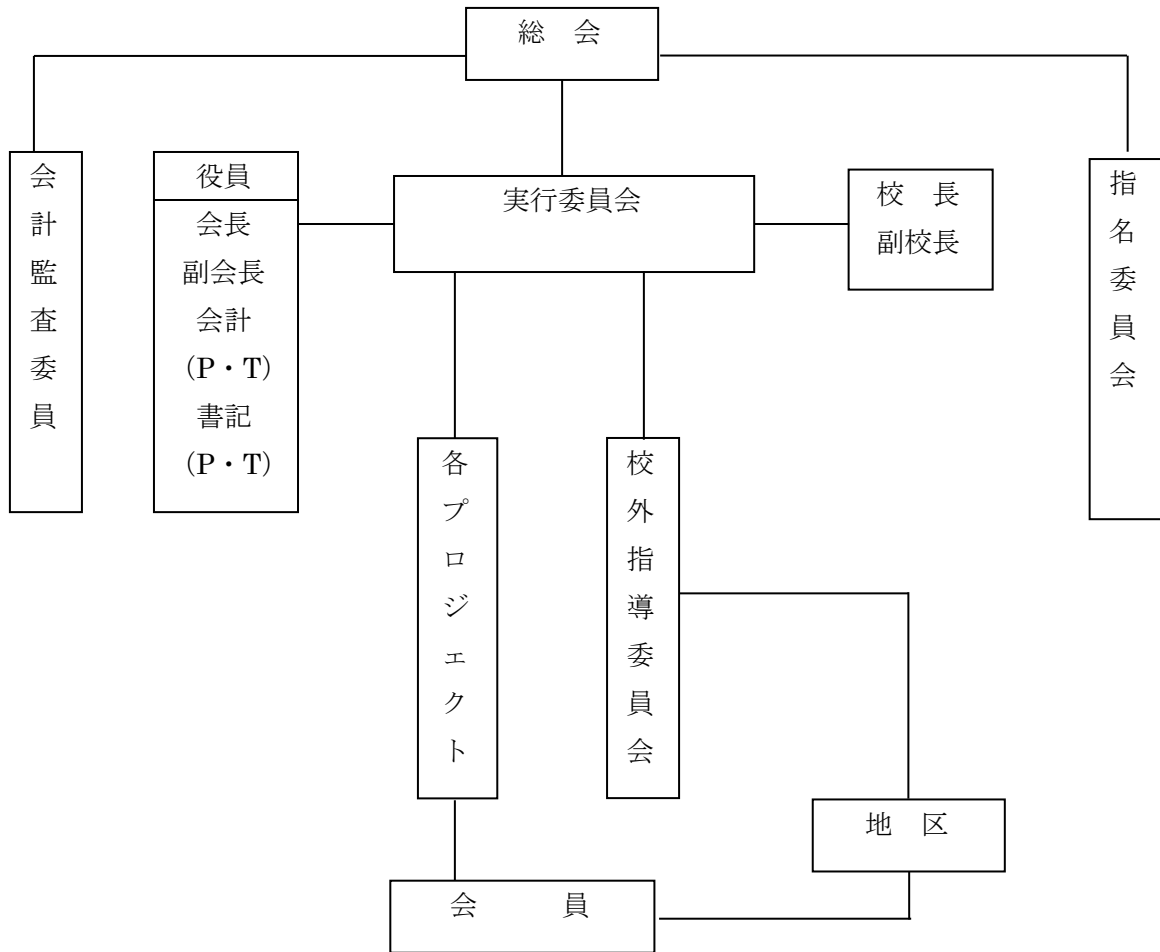 総　会
会計監査委員
役員
会長
副会長
会計
（P・T）
書記
（P・T）
実行委員会
校　長
副校長
指名委員会
各プロジェクト
校外指導委員会
地　区
会　　員